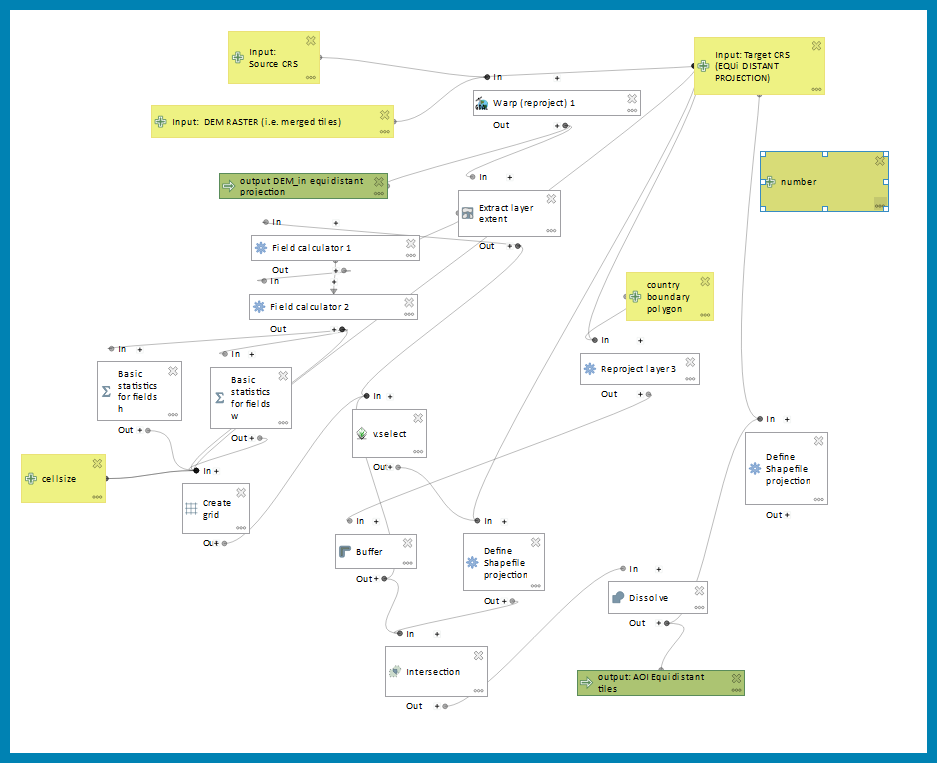 Input:
Source CRS
Input: Target CRS
(EQUi DISTANT
PROJECTION)
In +
Warp (reproject) 1
Out +
Input: DEM RASTER (i.e. merged tiles)
output DEM_in equidistant
projection
number
In +
Extract layer
extent
Out +
In +
Field calculator 1
Out +
In +
Field calculator 2
Out +
country
boundary
polygon
In +
Reproject layer 3
Out +
In +
Basic
statistics
for fields
h
Out +
In +
Basic
statistics
for fields
w
Out +
In +
v.select
Out +
In +
Define
Shapefile
projection
Out +
cellsize
In +
Create
grid
Out +
In +
Buffer
Out +
In +
Define
Shapefile
projection
Out +
In +
Dissolve
Out +
In +
Intersection
Out +
output: AOI Equidistant
tiles